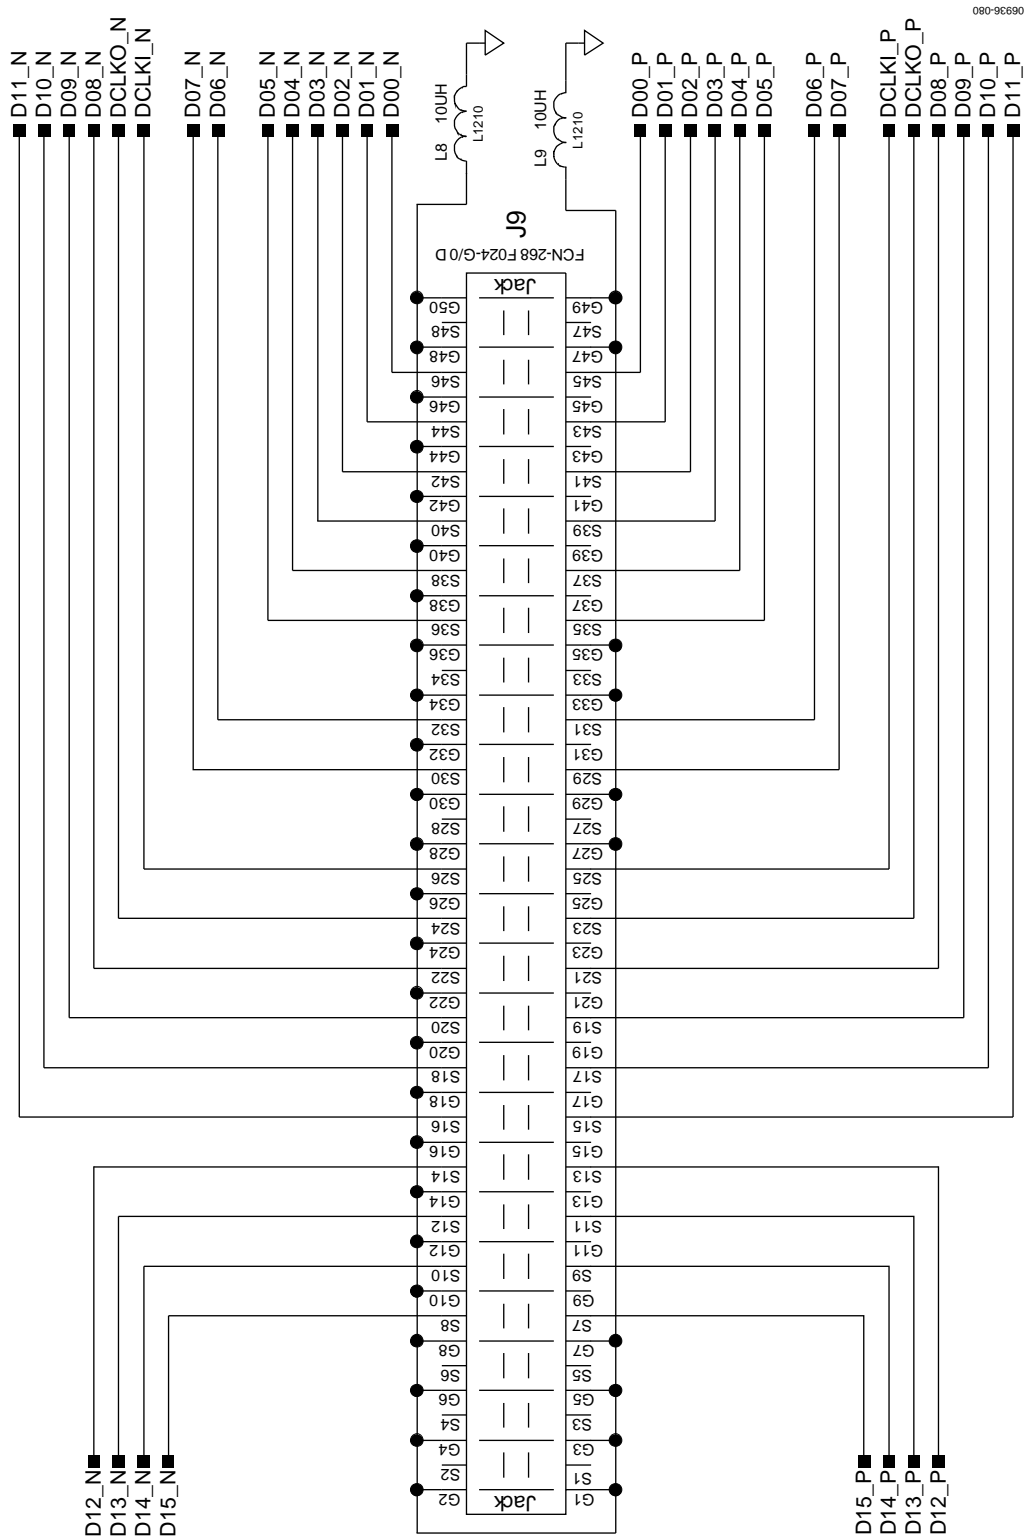 06936-080
D11_N
D10_N
D09_N
D08_N
DCLKO_N
DCLKI_N
D07_N
D06_N
D05_N
D04_N
D03_N
D02_N
D01_N
D00_N
L8
10UH
L1210
L9
10UH
L1210
D00_P
D01_P
D02_P
D03_P
D04_P
D05_P
D06_P
D07_P
DCLKI_P
DCLKO_P
D08_P
D09_P
D10_P
D11_P
J9
FCN-268 F024-G/0 D
Jack
G50 G49
S48 S47
G48 G47
S46 S45
G46 G45
S44 S43
G44 G43
S42 S41
G42 G41
S40 S39
G40 G39
S38 S37
G38 G37
S36 S35
G36 G35
S34 S33
G34 G33
S32 S31
G32 G31
S30 S29
G30 G29
S28 S27
G28 G27
S26 S25
G26 G25
S24 S23
G24 G23
S22 S21
G22 G21
S20 S19
G20 G19
S18 S17
G18 G17
S16 S15
G16 G15
S14 S13
G14 G13
S12 S11
G12 G11
S10 S9
G10 G9
S8 S7
G8 G7
S6 S5
G6 G5
S4 S3
G4 G3
S2 S1
G2 G1
Jack
D12_N
D13_N
D14_N
D15_N
D15_P
D14_P
D13_P
D12_P